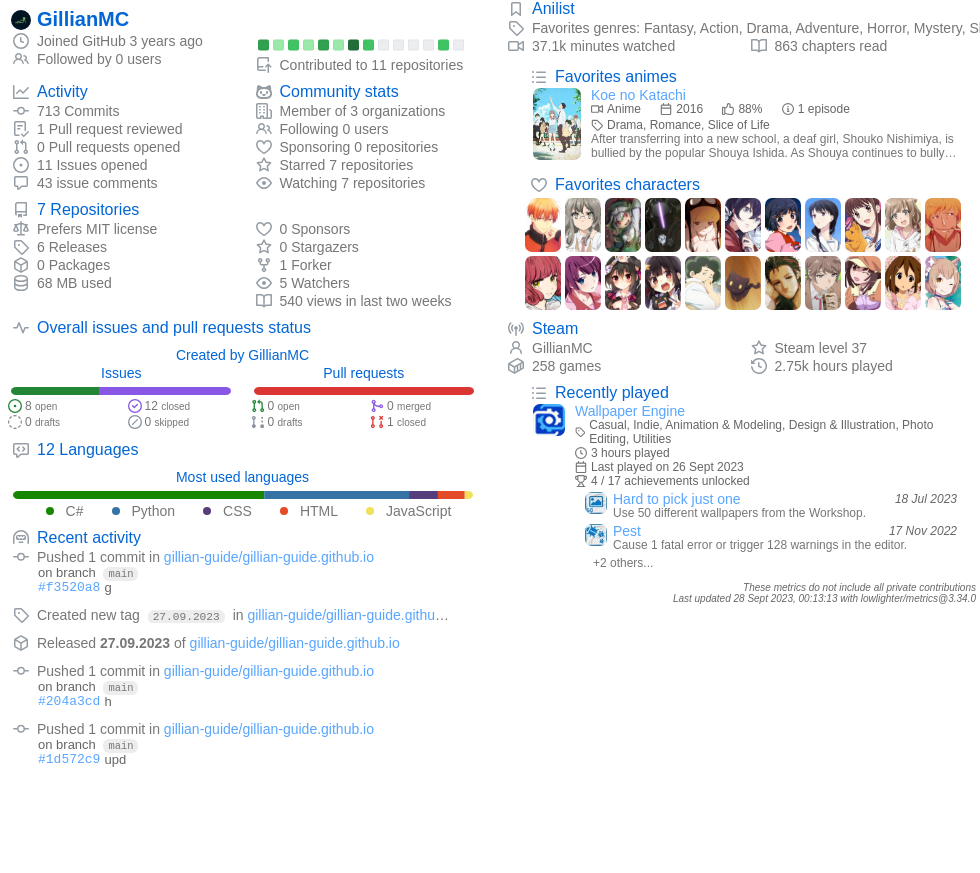 GillianMC
Joined GitHub 3 years ago
Followed by 0 users
Contributed to 11 repositories
Activity
713 Commits
1 Pull request reviewed
0 Pull requests opened
11 Issues opened
43 issue comments
Community stats
Member of 3 organizations
Following 0 users
Sponsoring 0 repositories
Starred 7 repositories
Watching 7 repositories
7 Repositories
Prefers MIT license
6 Releases
0 Packages
68 MB used
0 Sponsors
0 Stargazers
1 Forker
5 Watchers
540 views in last two weeks
Overall issues and pull requests status
Created by GillianMC
Issues
8 open
12 closed
0 drafts
0 skipped
Pull requests
0 open
0 merged
0 drafts
1 closed
12 Languages
Most used languages
C# Python CSS HTML JavaScript
Recent activity
Pushed 1 commit in gillian-guide/gillian-guide.github.io
on branch main
#f3520a8 g
Created new tag 27.09.2023 in gillian-guide/gillian-guide.githu…
Released 27.09.2023 of gillian-guide/gillian-guide.github.io
Pushed 1 commit in gillian-guide/gillian-guide.github.io
on branch main
#204a3cd h
Pushed 1 commit in gillian-guide/gillian-guide.github.io
on branch main
#1d572c9 upd
Anilist
Favorites genres: Fantasy, Action, Drama, Adventure, Horror, Mystery, Sl
37.1k minutes watched
863 chapters read
Favorites animes
Koe no Katachi
Anime 2016 88% 1 episode
Drama, Romance, Slice of Life
After transferring into a new school, a deaf girl, Shouko Nishimiya, is
bullied by the popular Shouya Ishida. As Shouya continues to bully…
Favorites characters
Steam
GillianMC
Steam level 37
258 games
2.75k hours played
Recently played
Wallpaper Engine
Casual, Indie, Animation & Modeling, Design & Illustration, Photo
Editing, Utilities
3 hours played
Last played on 26 Sept 2023
4 / 17 achievements unlocked
Hard to pick just one 18 Jul 2023
Use 50 different wallpapers from the Workshop.
Pest 17 Nov 2022
Cause 1 fatal error or trigger 128 warnings in the editor.
+2 others...
These metrics do not include all private contributions
Last updated 28 Sept 2023, 00:13:13 with lowlighter/metrics@3.34.0